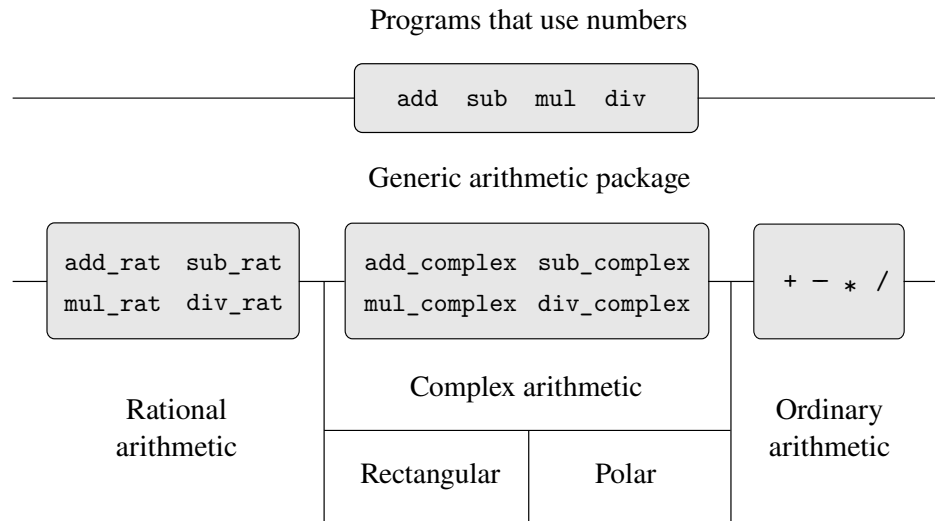 Programs that use numbers
add sub mul div
Generic arithmetic package
add_rat sub_rat
mul_rat div_rat
add_complex sub_complex
mul_complex div_complex
+ − * /
Rational
arithmetic
Complex arithmetic
Rectangular
Polar
Ordinary
arithmetic